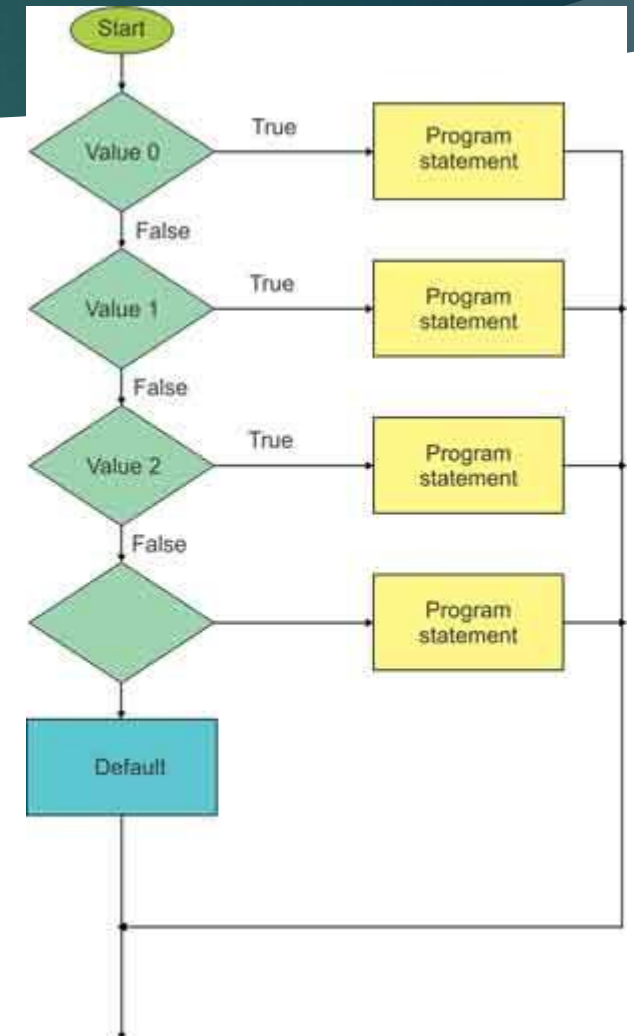 Start
Value 0
True
Program
statement
False
Value 1
True
Program
statement
False
Value 2
True
Program
statement
False
Program
statement
Default